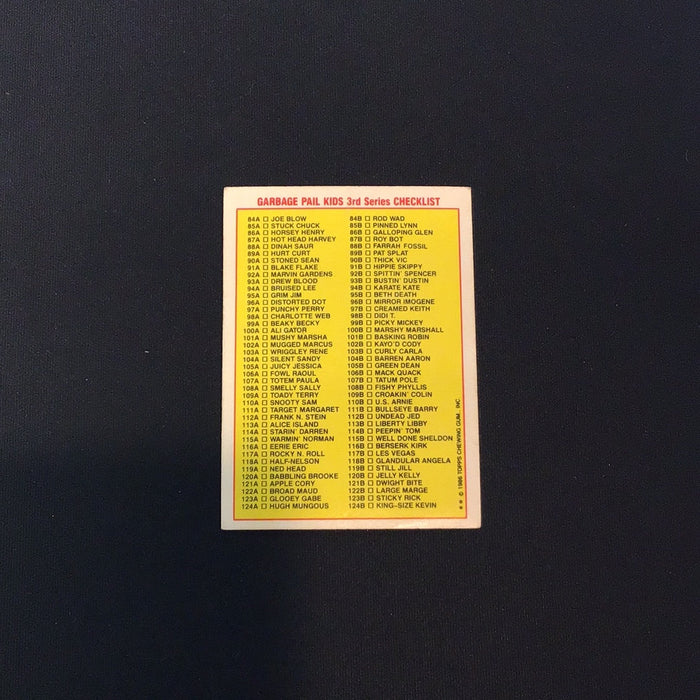 GARBAGE PAIL KIDS 3rd Series CHECKLIST
84A □ JOE BLOW
85A □ STUCK CHUCK
86A □ HORSEY HENRY
87A □ HOT HEAD HARVEY
88A □ DINAH SAUR
89A □ HURT CURT
90A □ STONED SEAN
91A □ BLAKE FLAKE
92A □ MARVIN GARDENS
93A □ DREW BLOOD
94A □ BRUISED LEE
95A □ GRIM JIM
96A □ DISTORTED DOT
97A □ PUNCHY PERRY
98A □ CHARLOTTE WEB
99A □ BEAKY BECKY
100A □ ALI GATOR
101A □ MUSHY MARSHA
102A □ MUGGED MARCUS
103A □ WRIGGLEY RENE
104A □ SILENT SANDY
105A □ JUICY JESSICA
106A □ FOWL RAOUL
107A □ TOTEM PAULA
108A □ SMELLY SALLY
109A □ TOADY TERRY
110A □ SNOOTY SAM
111A □ TARGET MARGARET
112A □ FRANK N. STEIN
113A □ ALICE ISLAND
114A □ STARIN' DARREN
115A □ WARMIN' NORMAN
116A □ EERIE ERIC
117A □ ROCKY N. ROLL
118A □ HALF-NELSON
119A □ NED HEAD
120A □ BABBLING BROOKE
121A □ APPLE CORY
122A □ BROAD MAUD
123A □ GLOOEY GABE
124A □ HUGH MUNGOUS
84B □ ROD WAD
85B □ PINNED LYNN
86B □ GALLOPING GLEN
87B □ ROY BOT
88B □ FARRAH FOSSIL
89B □ PAT SPLAT
90B □ THICK VIC
91B □ HIPPIE SKIPPY
92B □ SPITTIN' SPENCER
93B □ BUSTIN' DUSTIN
94B □ KARATE KATE
95B □ BETH DEATH
96B □ MIRROR IMOGENE
97B □ CREAMED KEITH
98B □ DIDI T.
99B □ PICKY MICKEY
100B □ MARSHY MARSHALL
101B □ BASKING ROBIN
102B □ KAYO'D CODY
103B □ CURLY CARLA
104B □ BARREN AARON
105B □ GREEN DEAN
106B □ MACK QUACK
107B □ TATUM POLE
108B □ FISHY PHYLLIS
109B □ CROAKIN' COLIN
110B □ U.S. ARNIE
111B □ BULLSEYE BARRY
112B □ UNDEAD JED
113B □ LIBERTY LIBBY
114B □ PEEPIN' TOM
115B □ WELL DONE SHELDON
116B □ BERSERK KIRK
117B □ LES VEGAS
118B □ GLANDULAR ANGELA
119B □ STILL JILL
120B □ JELLY KELLY
121B □ DWIGHT BITE
122B □ LARGE MARGE
123B □ STICKY RICK
124B □ KING-SIZE KEVIN
** © 1986 TOPPS CHEWING GUM, INC